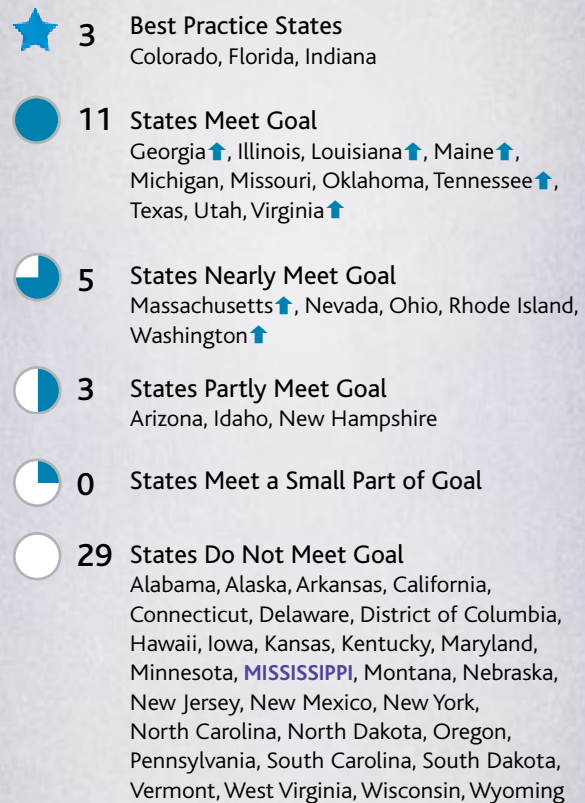 3 Best Practice States
Colorado, Florida, Indiana
11 States Meet Goal
Georgia⬆, Illinois, Louisiana⬆, Maine⬆,
Michigan, Missouri, Oklahoma, Tennessee⬆,
Texas, Utah, Virginia⬆
5 States Nearly Meet Goal
Massachusetts⬆, Nevada, Ohio, Rhode Island,
Washington⬆
3 States Partly Meet Goal
Arizona, Idaho, New Hampshire
0 States Meet a Small Part of Goal
29 States Do Not Meet Goal
Alabama, Alaska, Arkansas, California,
Connecticut, Delaware, District of Columbia,
Hawaii, Iowa, Kansas, Kentucky, Maryland,
Minnesota, MISSISSIPPI, Montana, Nebraska,
New Jersey, New Mexico, New York,
North Carolina, North Dakota, Oregon,
Pennsylvania, South Carolina, South Dakota,
Vermont, West Virginia, Wisconsin, Wyoming